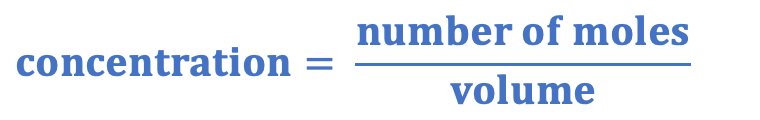 concentration = number of moles
volume